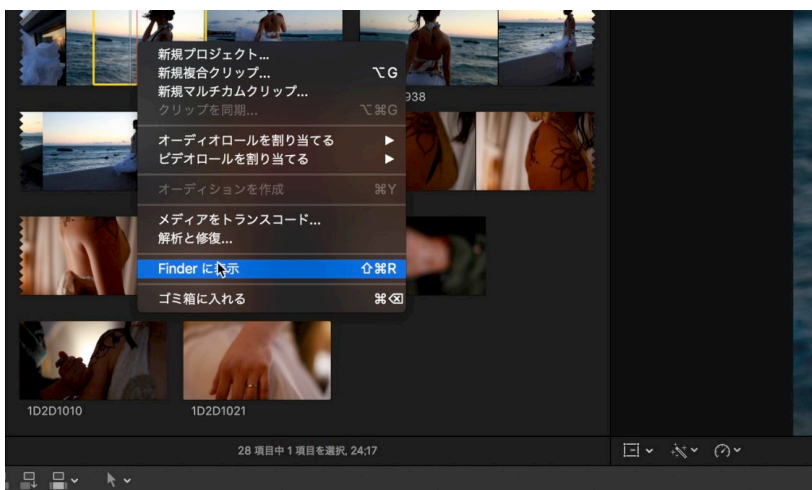 新規プロジェクト...
新規複合クリップ... ⌥G
新規マルチカムクリップ...
938
クリップを同期... ⌥⌘G
オーディオロールを割り当てる ▶
ビデオロールを割り当てる ▶
オーディションを作成 ⌘Y
メディアをトランスコード...
解析と修復...
Finder に表示 ⇧⌘R
ゴミ箱に入れる ⌘⌫
1D2D1010 1D2D1021
28 項目中 1 項目を選択, 24;17